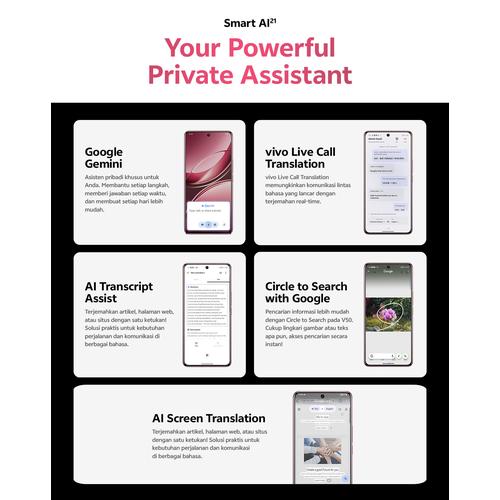 Smart AI²¹
Your Powerful
Private Assistant
Google
Gemini
Asisten pribadi khusus untuk
Anda. Membantu setiap langkah,
memberi jawaban setiap waktu,
dan membuat setiap hari lebih
mudah.
vivo Live Call
Translation
vivo Live Call Translation
memungkinkan komunikasi lintas
bahasa yang lancar dengan
terjemahan real-time.
AI Transcript
Assist
Terjemahkan artikel, halaman web,
atau situs dengan satu ketukan!
Solusi praktis untuk kebutuhan
perjalanan dan komunikasi di
berbagai bahasa.
Circle to Search
with Google
Pencarian informasi lebih mudah
dengan Circle to Search pada V50.
Cukup lingkari gambar atau teks
apa pun, akses pencarian secara
instan!
Google
AI Screen Translation
Terjemahkan artikel, halaman web, atau situs
dengan satu ketukan! Solusi praktis untuk
kebutuhan perjalanan dan komunikasi
di berbagai bahasa.